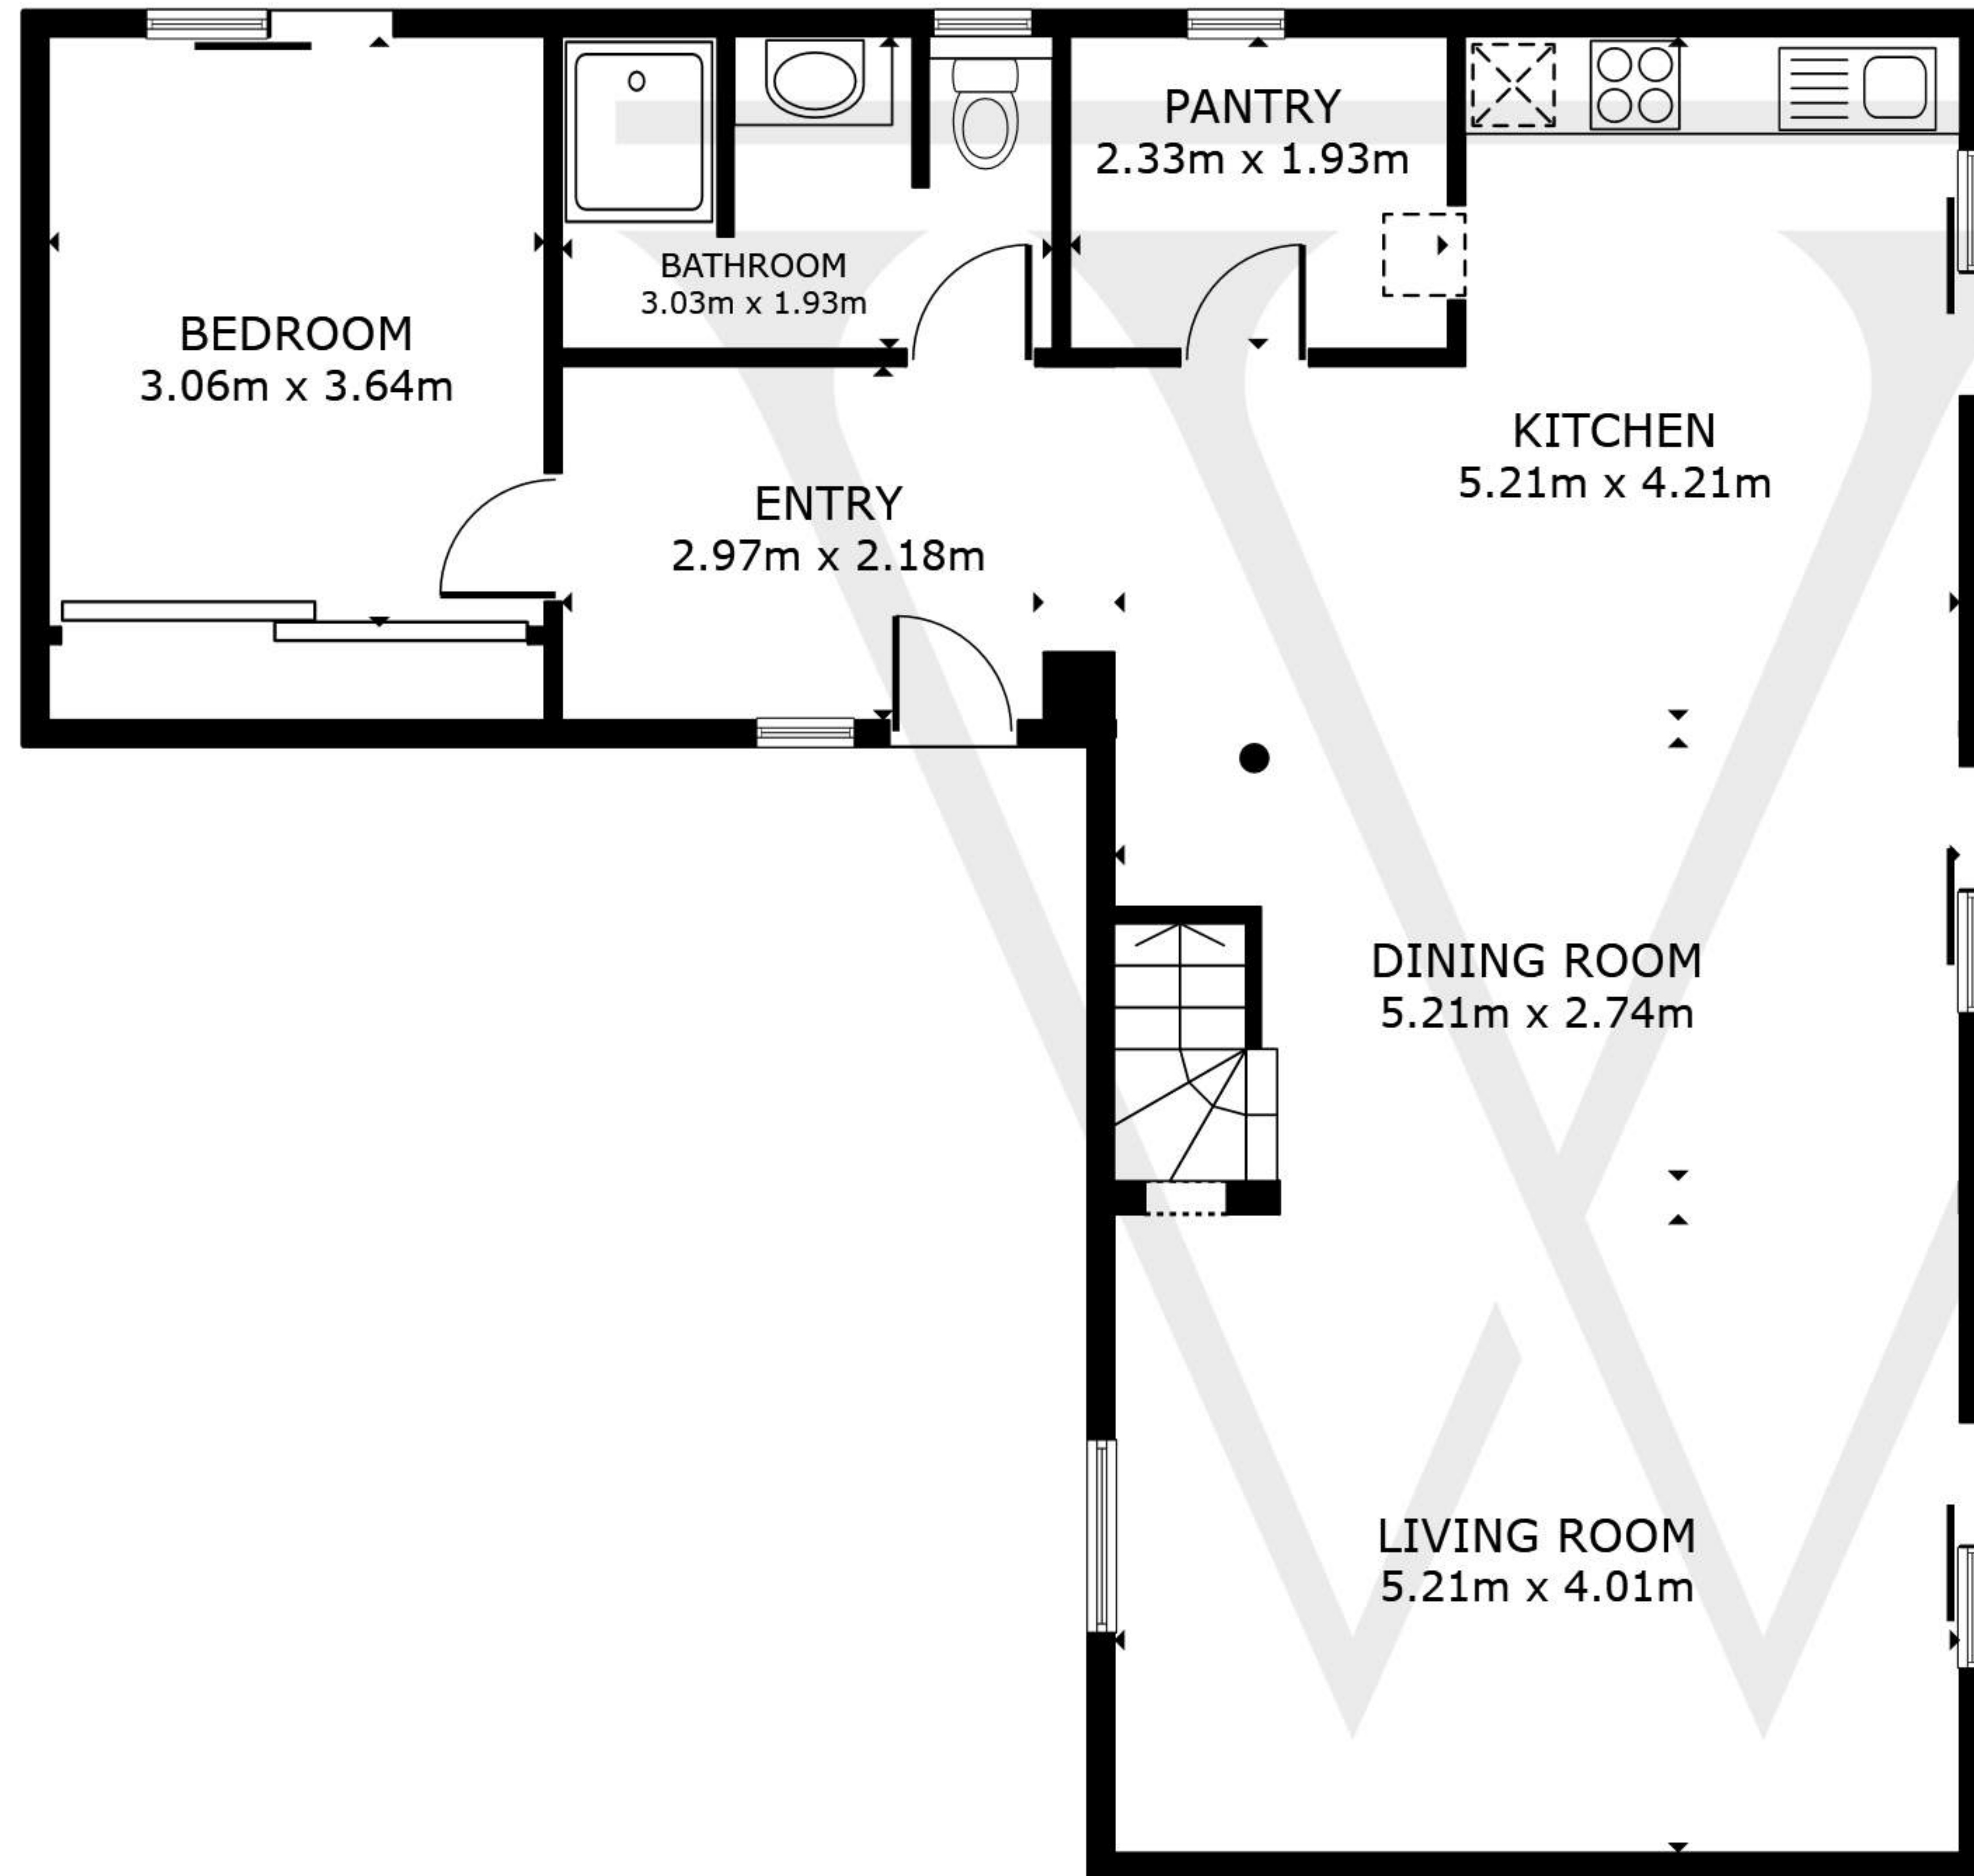 PANTRY
2.33m x 1.93m
BATHROOM
3.03m x 1.93m
BEDROOM
3.06m x 3.64m
KITCHEN
5.21m x 4.21m
ENTRY
2.97m x 2.18m
DINING ROOM
5.21m x 2.74m
LIVING ROOM
5.21m x 4.01m